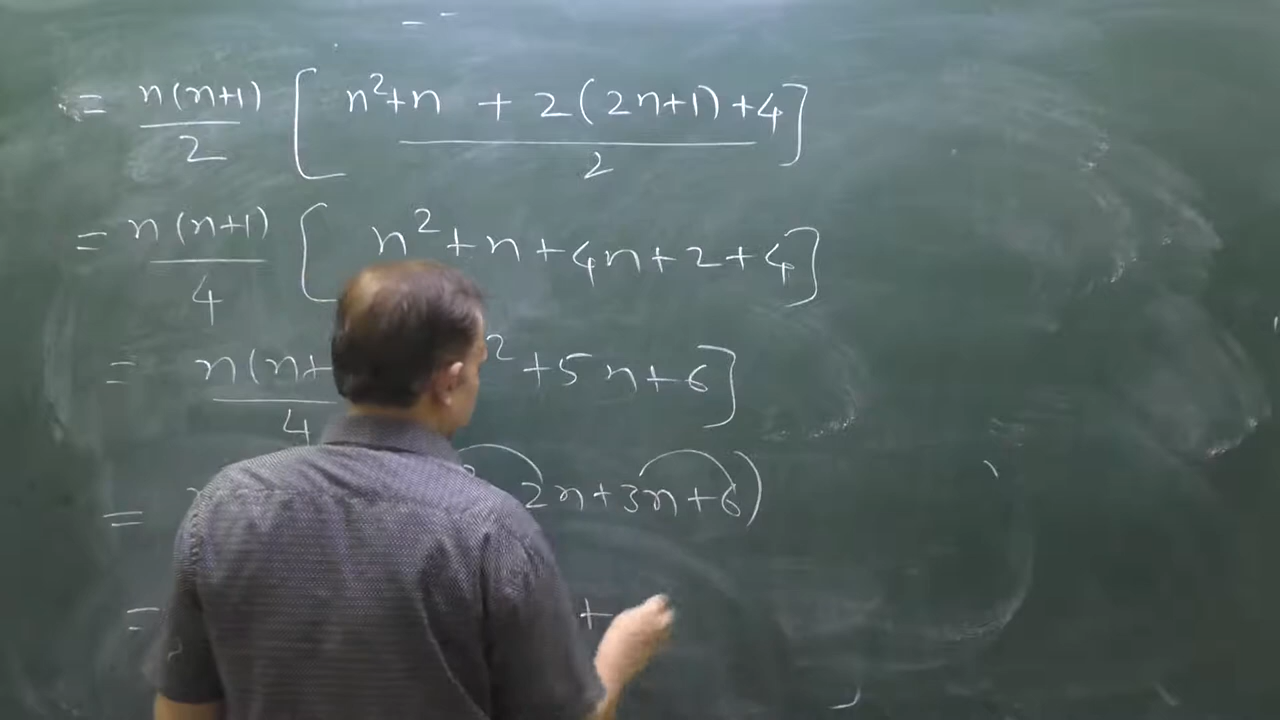 = n(n+1)/2 [ n²+n + 2(2n+1)+4 / 2 ]
= n(n+1)/4 [ n²+n+4n+2+4 ]
= n(n+ /4 ² +5n+6 ]
= 2n+3n+6)
= +